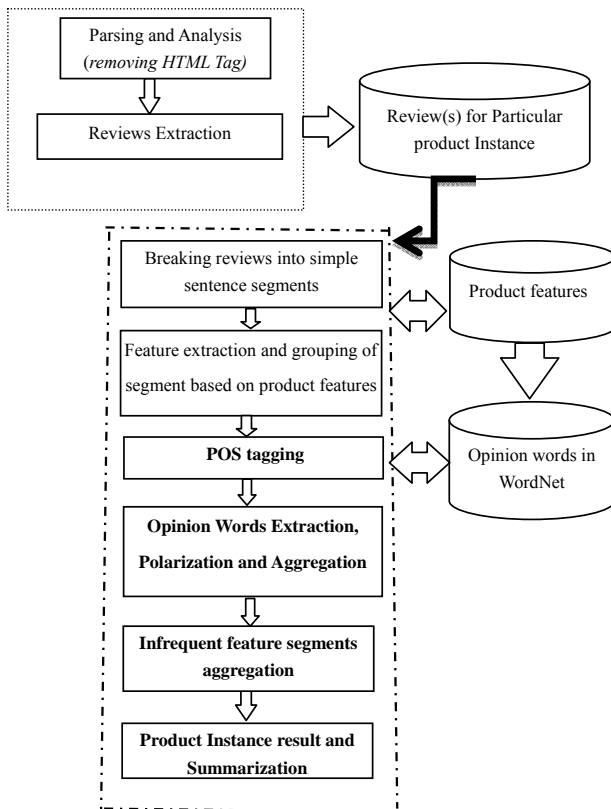 Parsing and Analysis
(removing HTML Tag)
Reviews Extraction
Review(s) for Particular
product Instance
Breaking reviews into simple
sentence segments
Product features
Feature extraction and grouping of
segment based on product features
POS tagging
Opinion words in
WordNet
Opinion Words Extraction,
Polarization and Aggregation
Infrequent feature segments
aggregation
Product Instance result and
Summarization